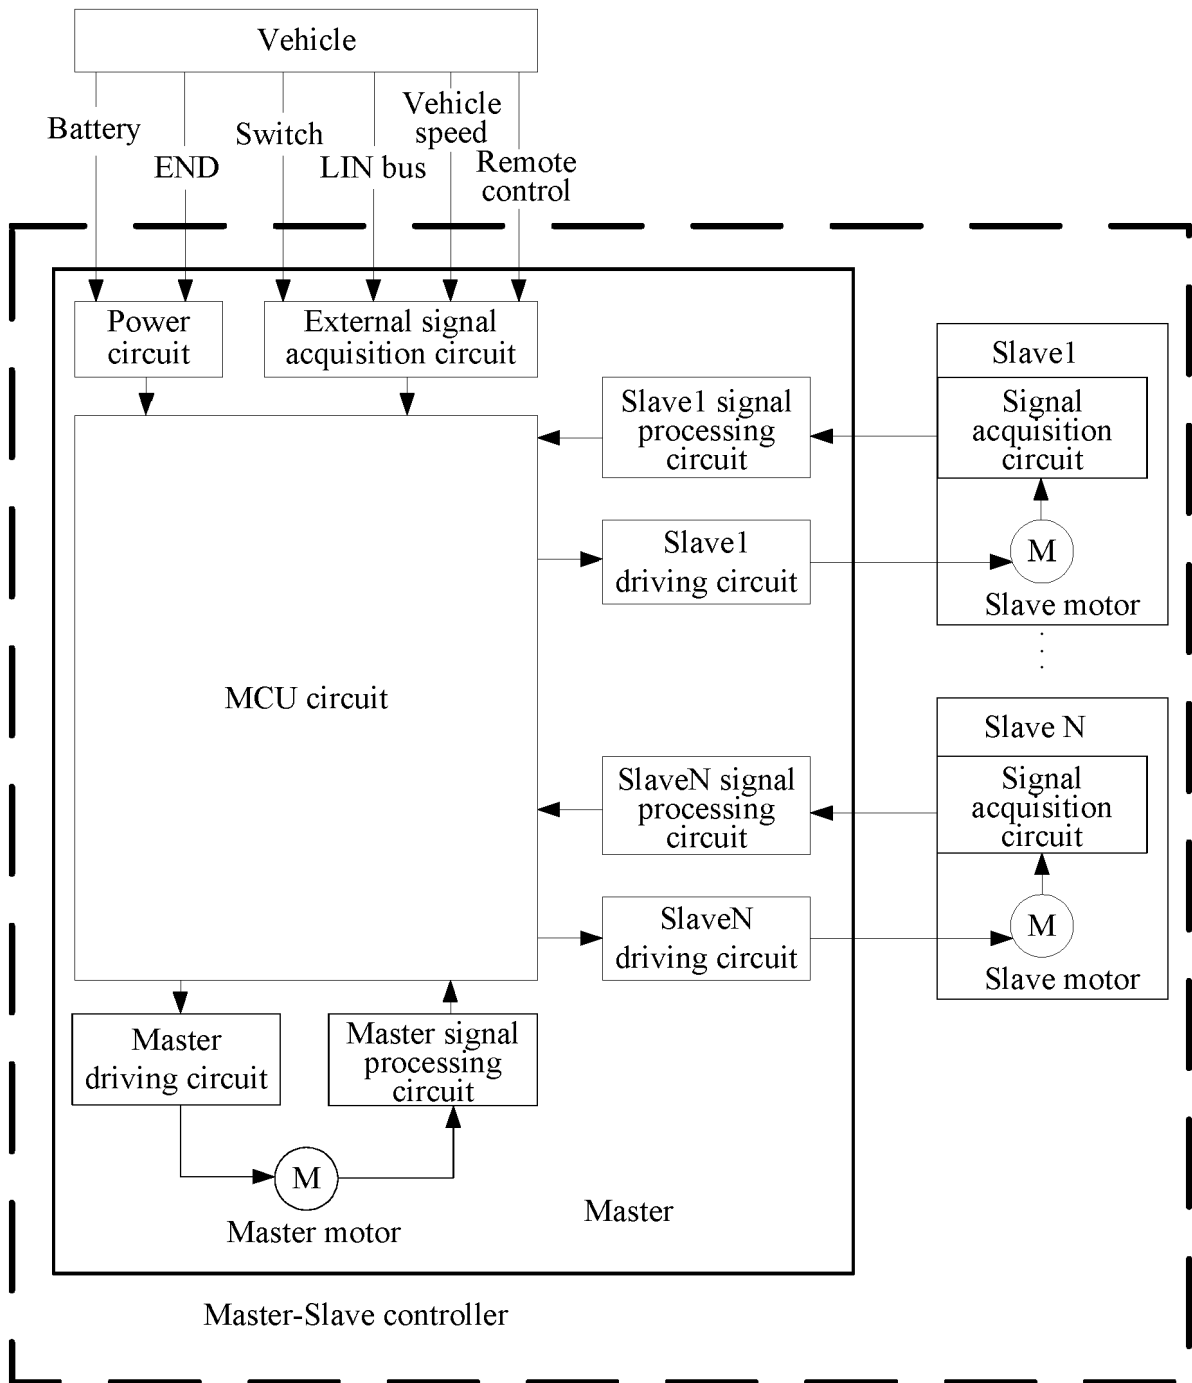 Vehicle
Battery
END
Switch
LIN bus
Vehicle
speed
Remote
control
Power
circuit
External signal
acquisition circuit
Slave1 signal
processing
circuit
Slave1
Signal
acquisition
circuit
Slave1
driving circuit
M
Slave motor
MCU circuit
SlaveN signal
processing
circuit
Slave N
Signal
acquisition
circuit
SlaveN
driving circuit
M
Slave motor
Master
driving circuit
Master signal
processing
circuit
M
Master motor
Master
Master-Slave controller